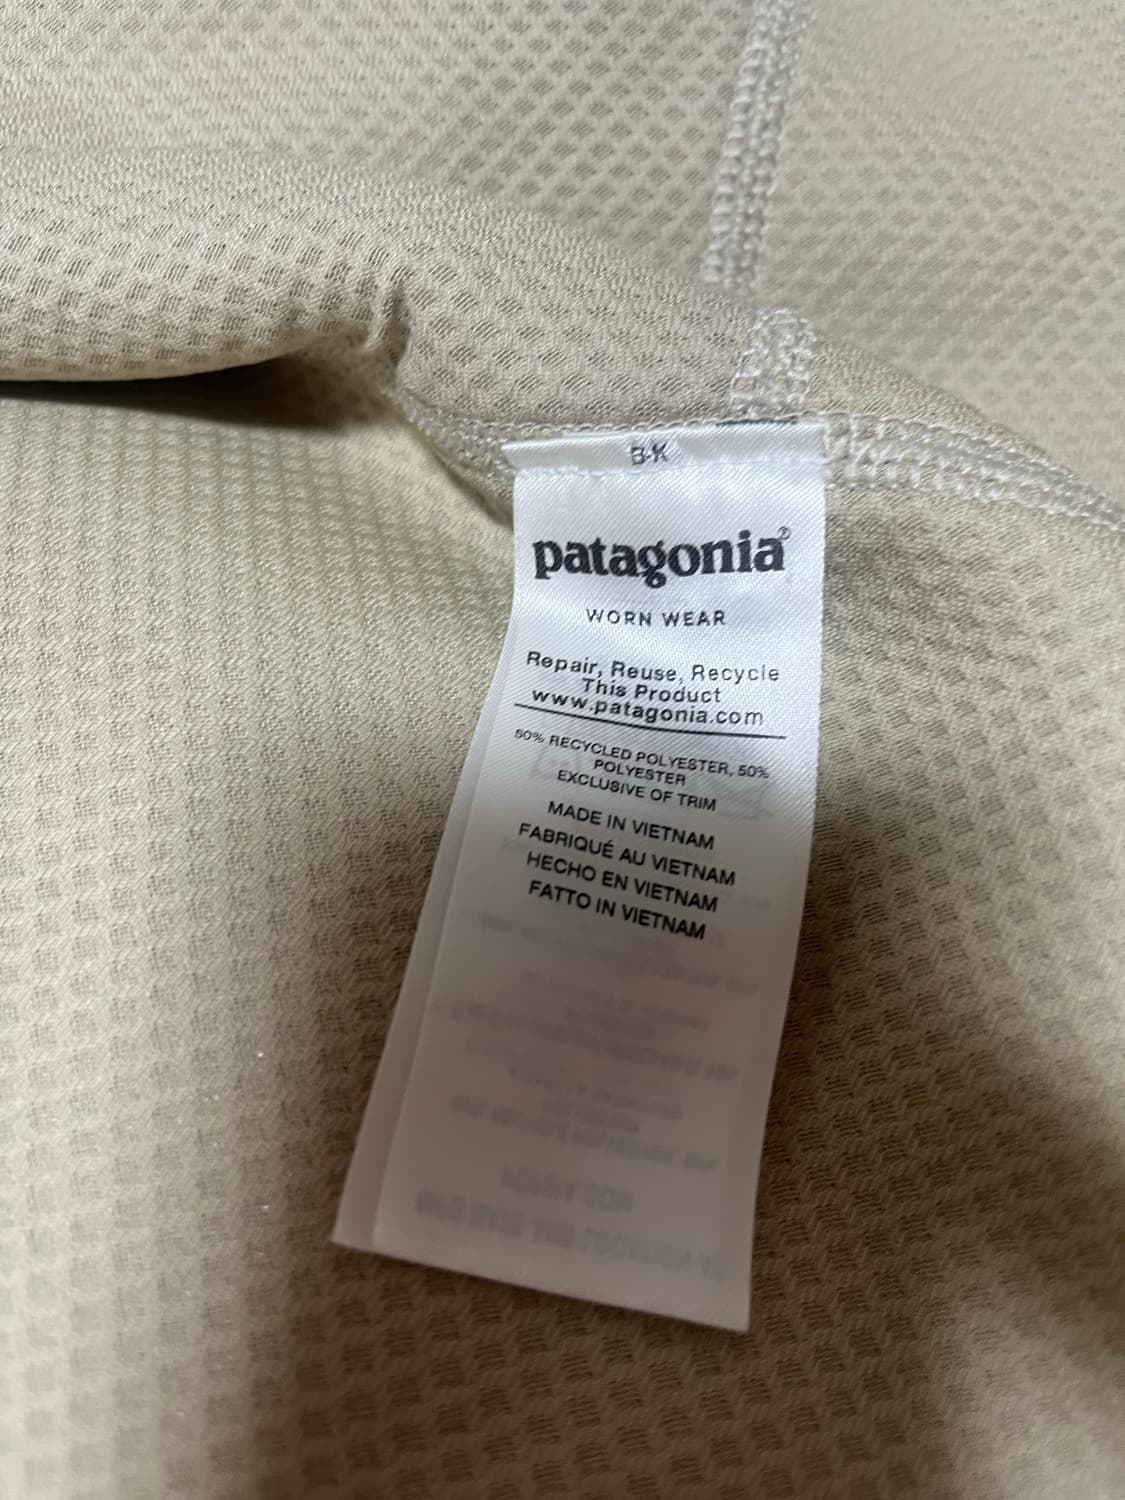 patagonia®
WORN WEAR
Repair, Reuse, Recycle
This Product
www.patagonia.com
50% RECYCLED POLYESTER, 50%
POLYESTER
EXCLUSIVE OF TRIM
MADE IN VIETNAM
FABRIQUÉ AU VIETNAM
HECHO EN VIETNAM
FATTO IN VIETNAM